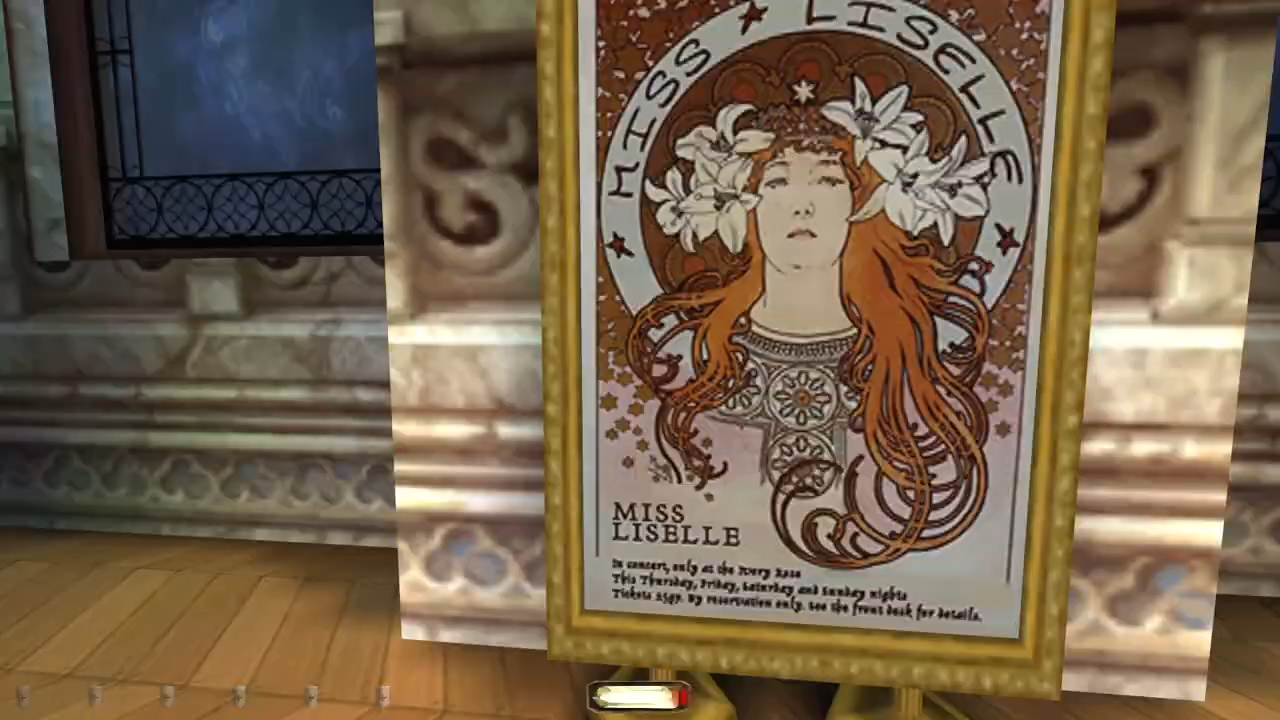 MISS LISELLE
MISS
LISELLE
In concert, only at the Ivory Rose
This Thursday, Friday, Saturday and Sunday nights
By reservation only. See the front desk for details.